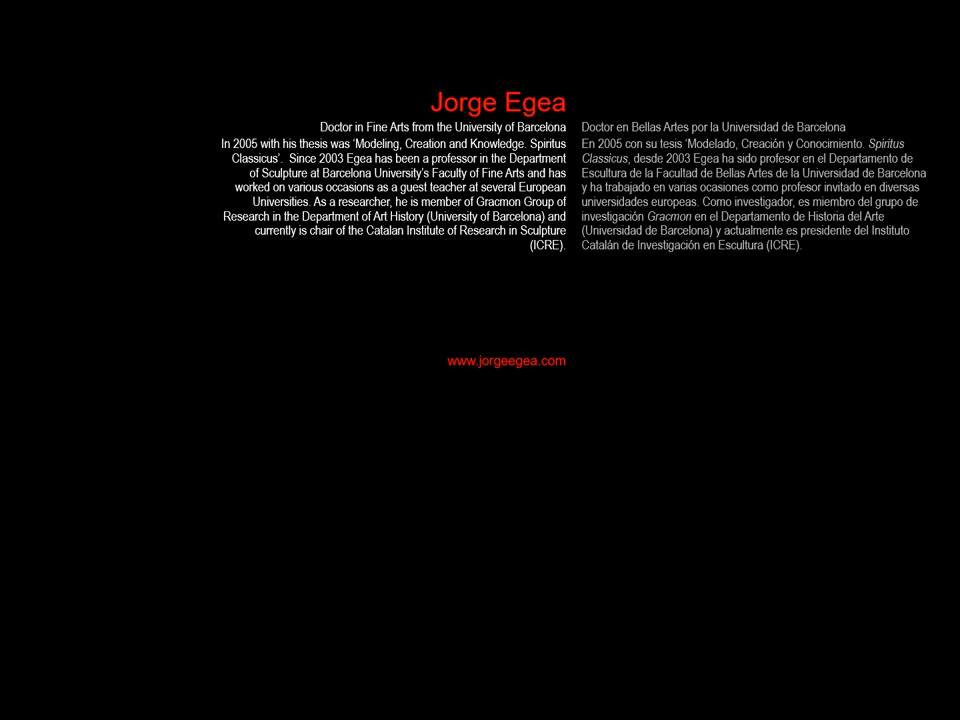 Jorge Egea
Doctor in Fine Arts from the University of Barcelona
In 2005 with his thesis was 'Modeling, Creation and Knowledge. Spiritus
Classicus'.  Since 2003 Egea has been a professor in the Department
of Sculpture at Barcelona University's Faculty of Fine Arts and has
worked on various occasions as a guest teacher at several European
Universities. As a researcher, he is member of Gracmon Group of
Research in the Department of Art History (University of Barcelona) and
currently is chair of the Catalan Institute of Research in Sculpture
(ICRE).
Doctor en Bellas Artes por la Universidad de Barcelona
En 2005 con su tesis 'Modelado, Creación y Conocimiento. Spiritus
Classicus, desde 2003 Egea ha sido profesor en el Departamento de
Escultura de la Facultad de Bellas Artes de la Universidad de Barcelona
y ha trabajado en varias ocasiones como profesor invitado en diversas
universidades europeas. Como investigador, es miembro del grupo de
investigación Gracmon en el Departamento de Historia del Arte
(Universidad de Barcelona) y actualmente es presidente del Instituto
Catalán de Investigación en Escultura (ICRE).
www.jorgeegea.com